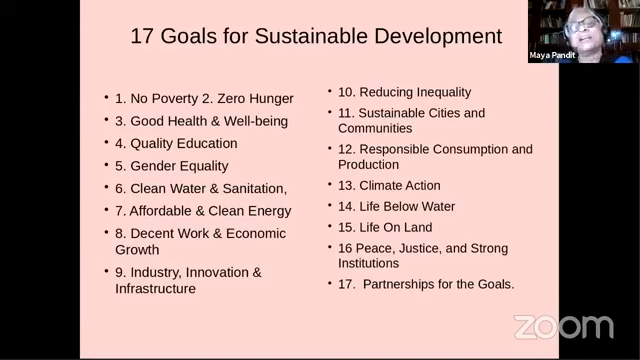 17 Goals for Sustainable Development
• 1. No Poverty 2. Zero Hunger
• 3. Good Health & Well-being
• 4. Quality Education
• 5. Gender Equality
• 6. Clean Water & Sanitation,
• 7. Affordable & Clean Energy
• 8. Decent Work & Economic
Growth
• 9. Industry, Innovation &
Infrastructure
• 10. Reducing Inequality
• 11. Sustainable Cities and
Communities
• 12. Responsible Consumption and
Production
• 13. Climate Action
• 14. Life Below Water
• 15. Life On Land
• 16 Peace, Justice, and Strong
Institutions
• 17.  Partnerships for the Goals.
Maya Pandit
zoom